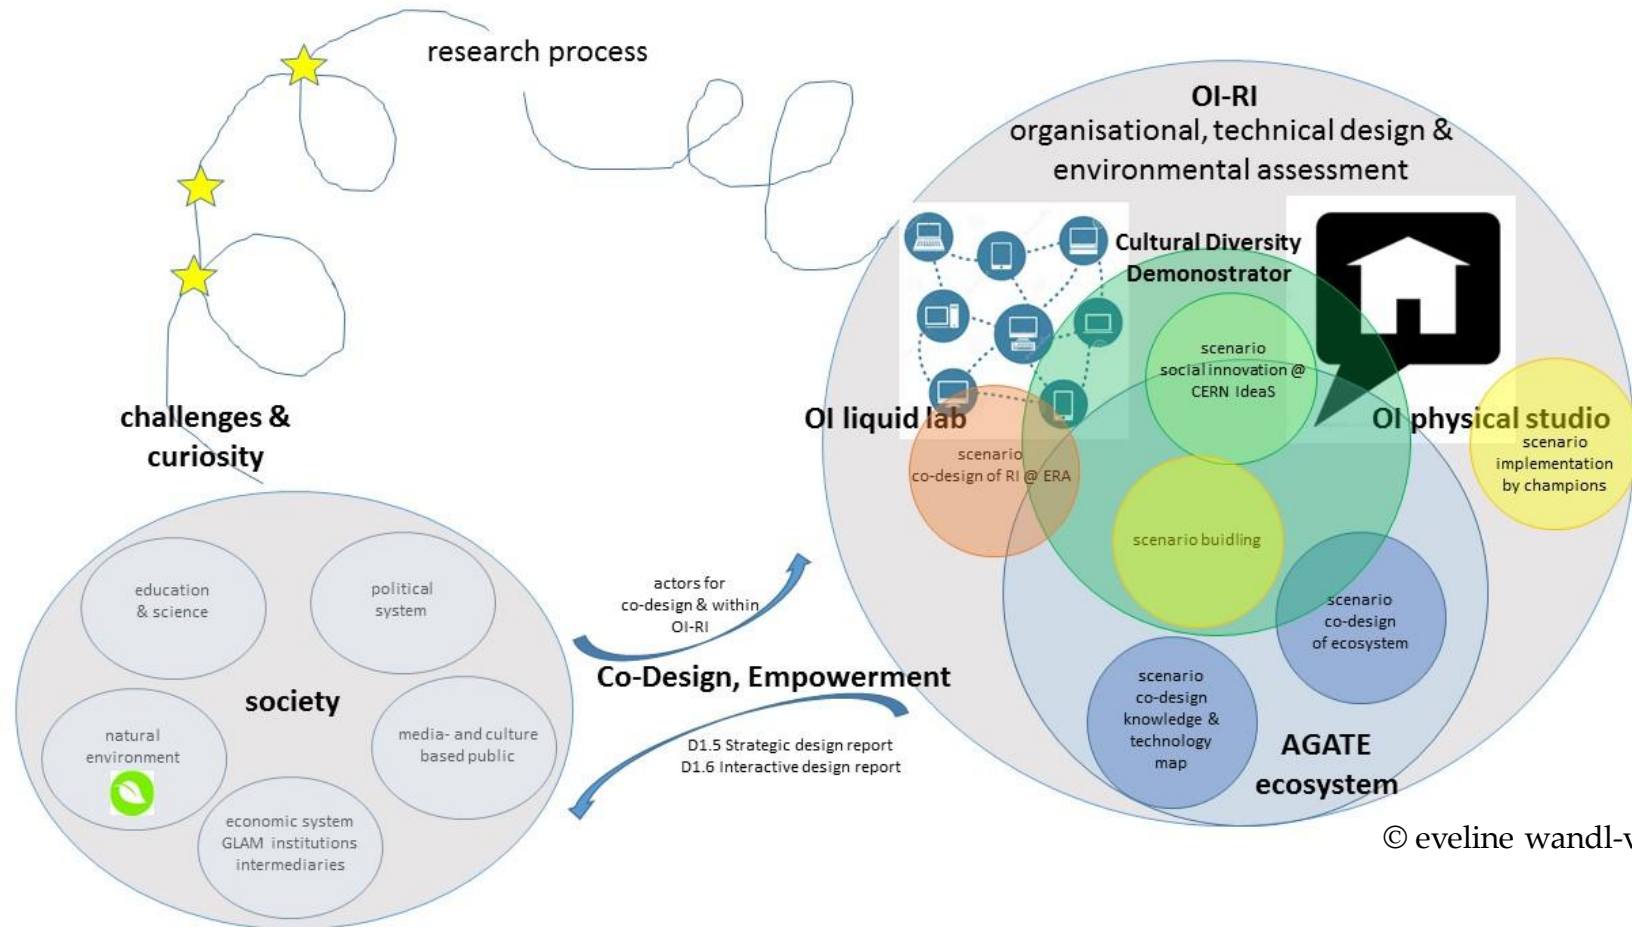 research process
challenges &
curiosity
society
education
& science
political
system
natural
environment
media- and culture
based public
economic system
GLAM institutions
intermediaries
actors for
co-design & within
OI-RI
Co-Design, Empowerment
D1.5 Strategic design report
D1.6 Interactive design report
OI-RI
organisational, technical design &
environmental assessment
Cultural Diversity
Demonostrator
OI liquid lab
OI physical studio
scenario
social innovation @
CERN IdeaS
scenario
co-design of RI @ ERA
scenario
implementation
by champions
scenario buidling
scenario
co-design
of ecosystem
scenario
co-design
knowledge &
technology
map
AGATE
ecosystem
© eveline